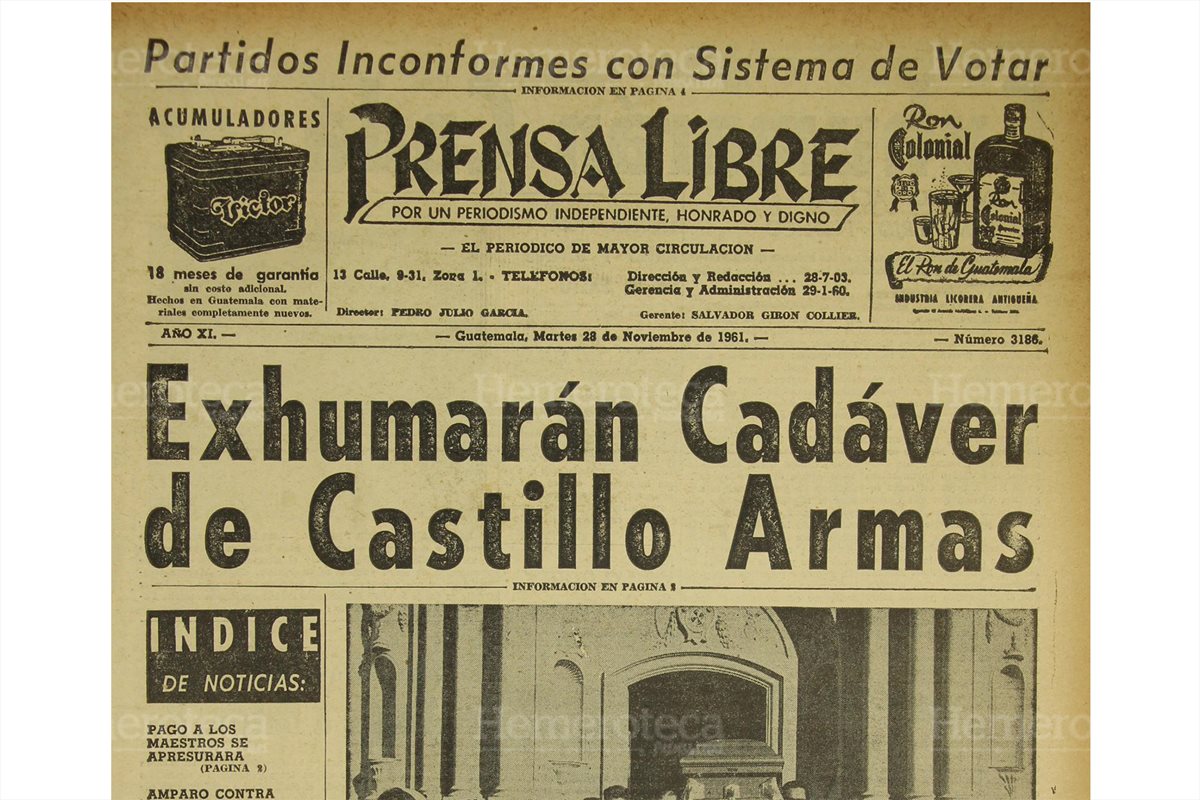 Partidos Inconformes con Sistema de Votar
INFORMACION EN PAGINA 4
ACUMULADORES
Victor
18 meses de garantía
sin costo adicional.
Hechos en Guatemala con mate-
riales completamente nuevos.
PRENSA LIBRE
POR UN PERIODISMO INDEPENDIENTE, HONRADO Y DIGNO
— EL PERIODICO DE MAYOR CIRCULACION —
13 Calle, 9-31, Zona 1. - TELEFONOS:
Dirección y Redacción ... 28-7-03.
Gerencia y Administración 29-1-60.
Director: PEDRO JULIO GARCIA.
Gerente: SALVADOR GIRON COLLIER.
Ron
Colonial
Ron
Colonial
El Ron de Guatemala
INDUSTRIA LICORERA ANTIGUEÑA
AÑO XI. —
— Guatemala, Martes 28 de Noviembre de 1961. —
— Número 3186.
Exhumarán Cadáver
de Castillo Armas
INFORMACION EN PAGINA
INDICE
DE NOTICIAS:
PAGO A LOS
MAESTROS SE
APRESURARA
(PAGINA 2)
AMPARO CONTRA
Hemeroteca